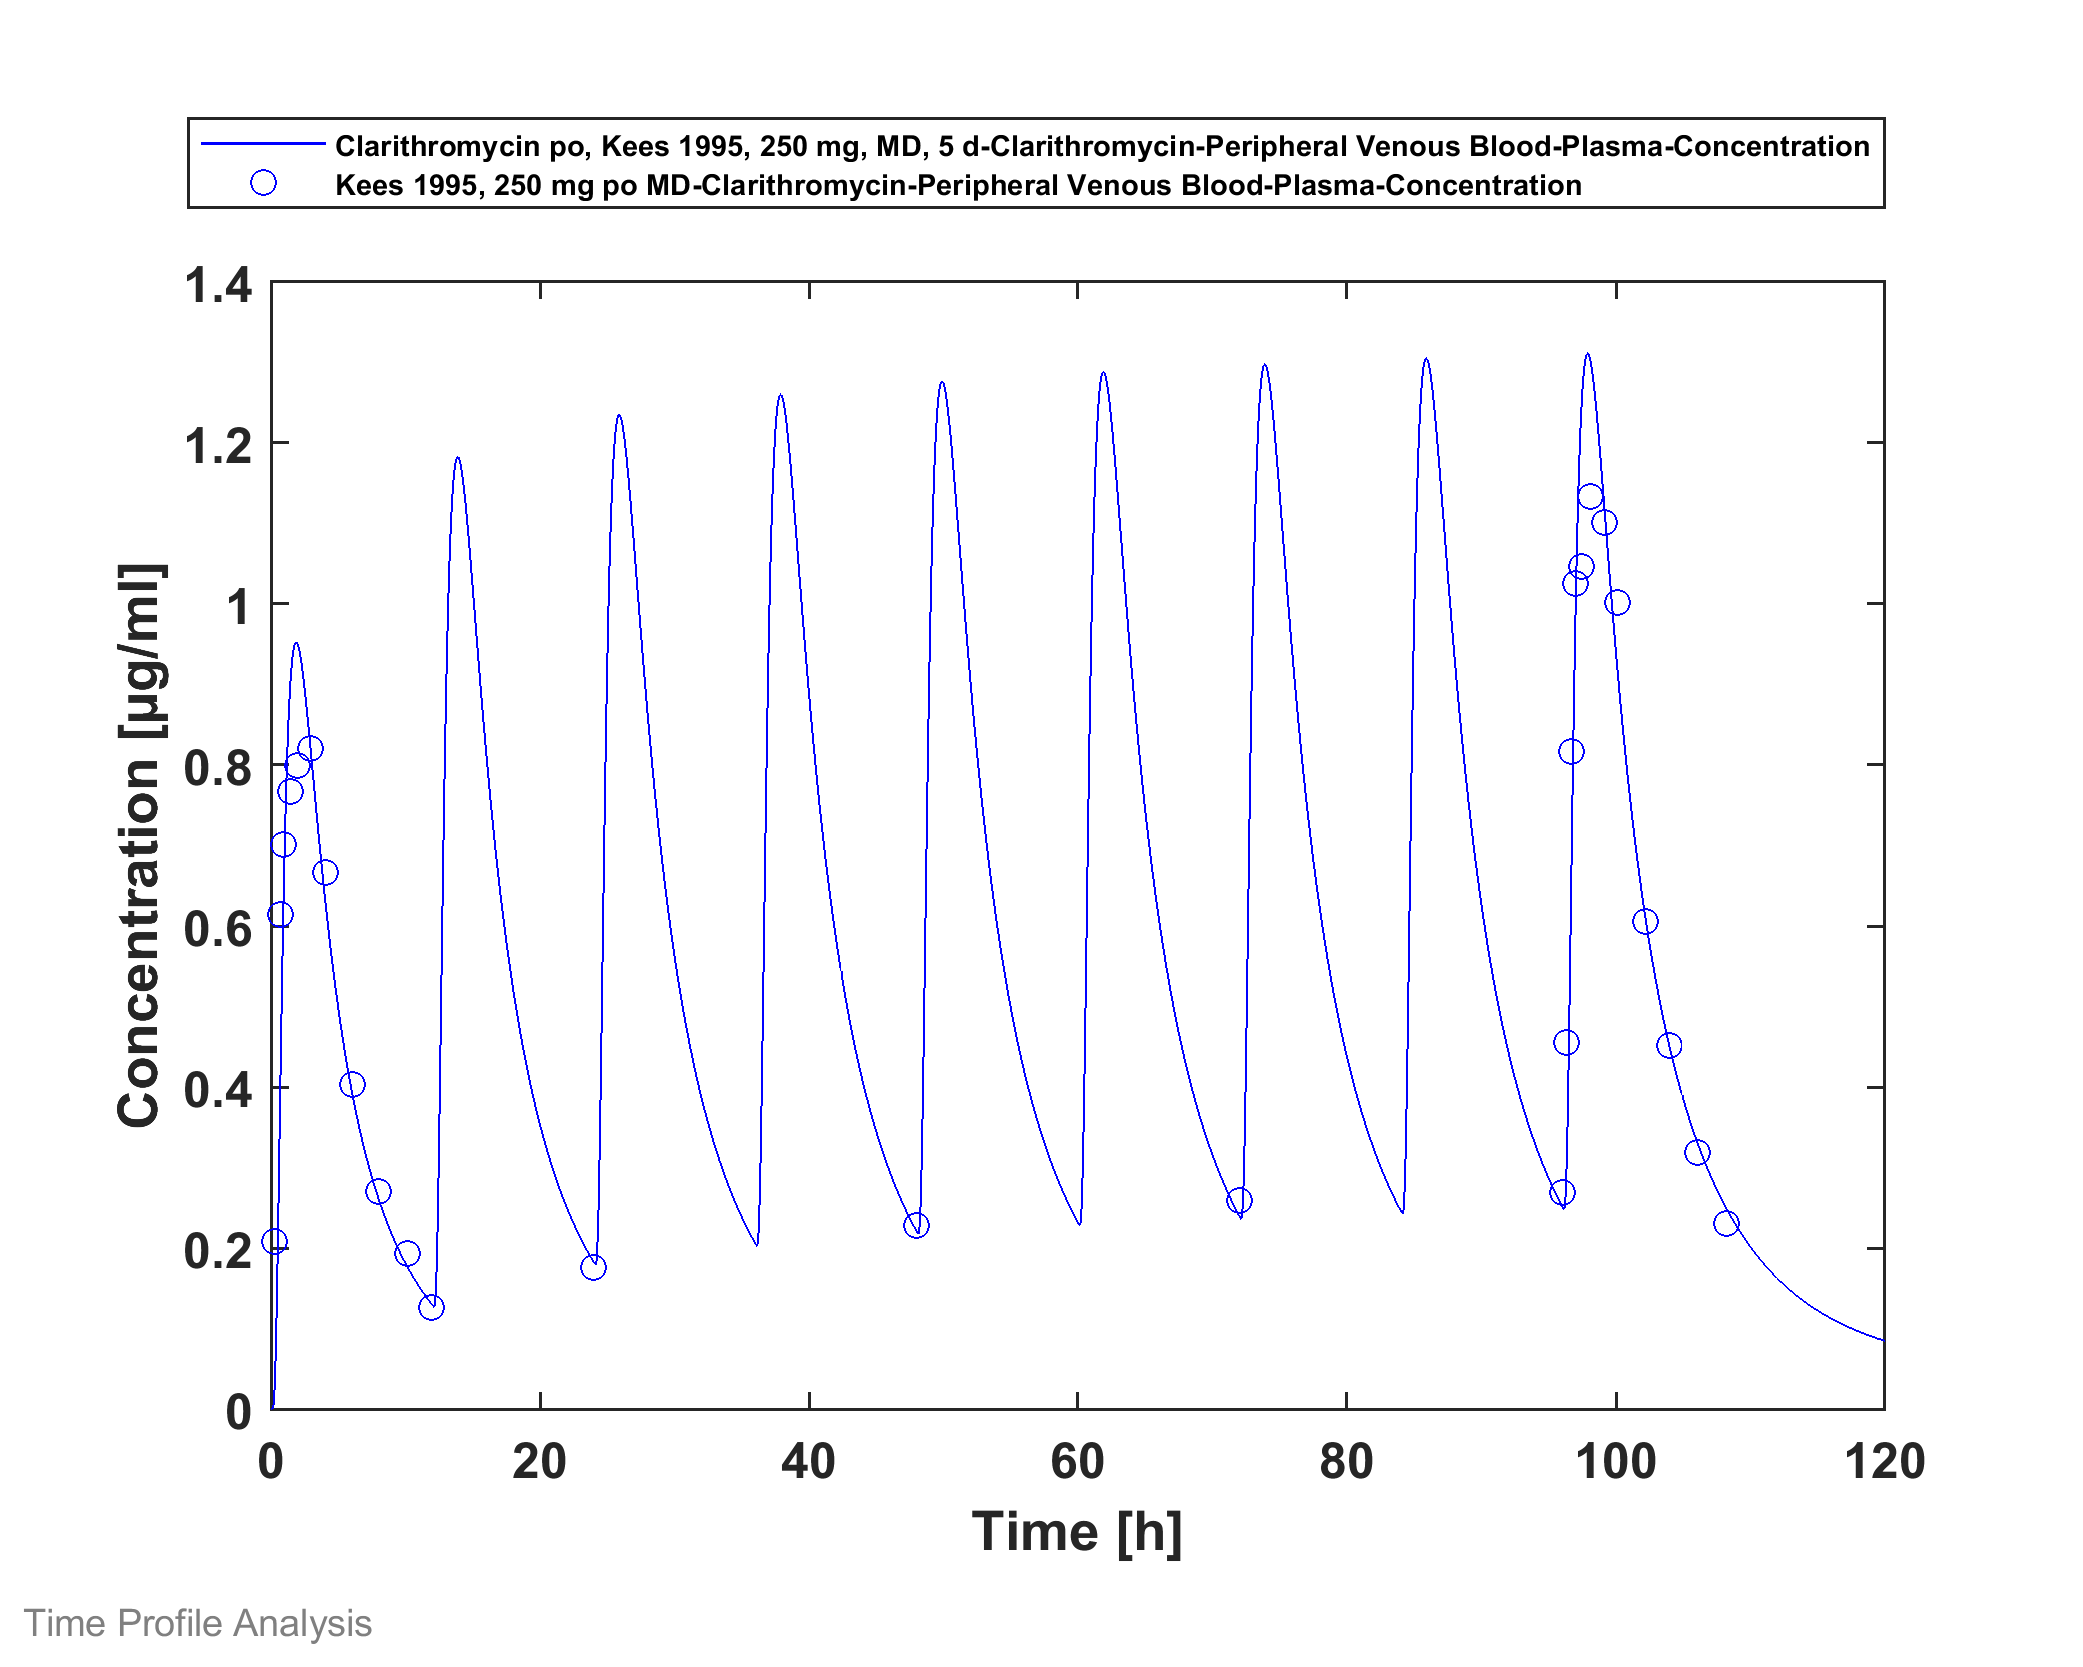 Clarithromycin po, Kees 1995, 250 mg, MD, 5 d-Clarithromycin-Peripheral Venous Blood-Plasma-Concentration
Kees 1995, 250 mg po MD-Clarithromycin-Peripheral Venous Blood-Plasma-Concentration
1.4
1.2
1
0.8
0.6
0.4
0.2
0
Concentration [µg/ml]
0 20 40 60 80 100 120
Time [h]
Time Profile Analysis